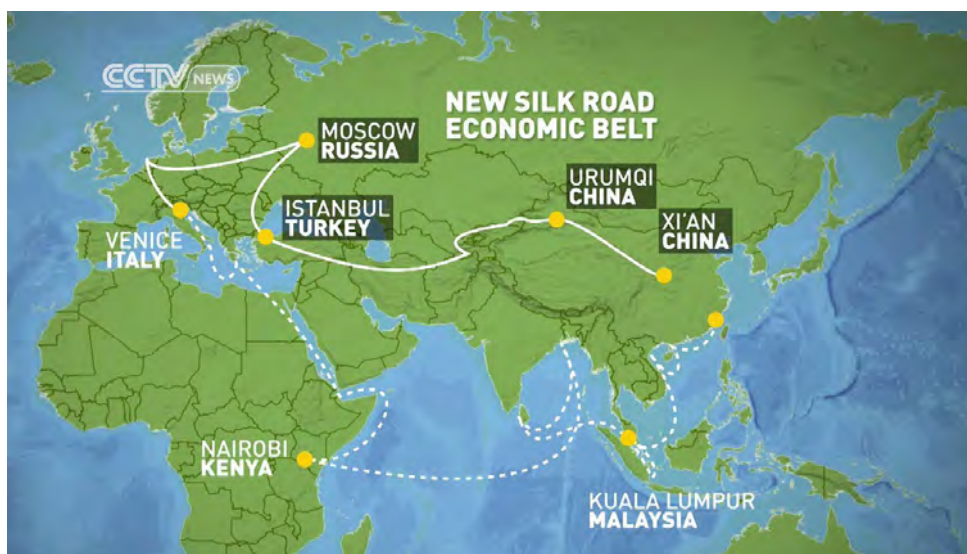 CCTV NEWS
NEW SILK ROAD
ECONOMIC BELT
MOSCOW
RUSSIA
URUMQI
CHINA
ISTANBUL
TURKEY
XI'AN
CHINA
VENICE
ITALY
NAIROBI
KENYA
KUALA LUMPUR
MALAYSIA